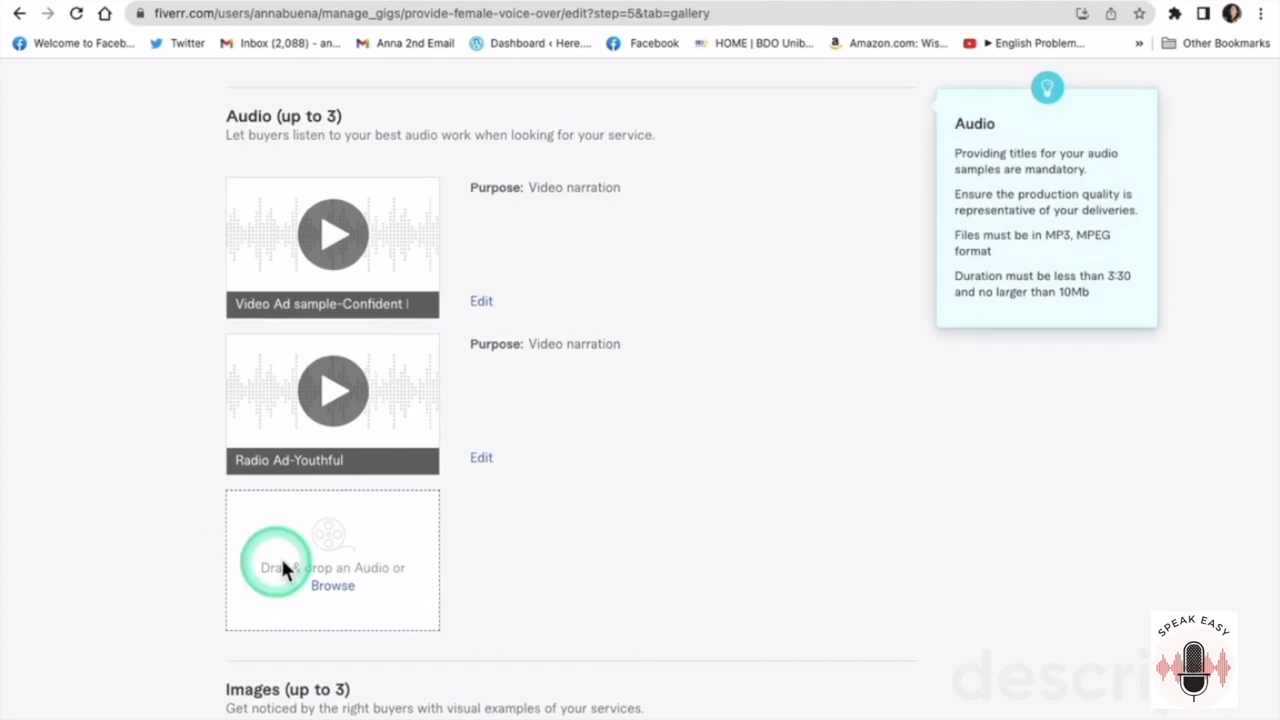 fiverr.com/users/annabuena/manage_gigs/provide-female-voice-over/edit?step=5&tab=gallery
Welcome to Faceb... Twitter Inbox (2,088) - an... Anna 2nd Email Dashboard ‹ Here.... Facebook HOME | BDO Unib... Amazon.com: Wis... ► English Problem... » Other Bookmarks
Audio (up to 3)
Let buyers listen to your best audio work when looking for your service.
Purpose: Video narration
Video Ad sample-Confident
Edit
Purpose: Video narration
Radio Ad-Youthful
Edit
Drag & drop an Audio or
Browse
Images (up to 3)
Get noticed by the right buyers with visual examples of your services.
Audio
Providing titles for your audio
samples are mandatory.
Ensure the production quality is
representative of your deliveries.
Files must be in MP3, MPEG
format
Duration must be less than 3:30
and no larger than 10Mb
SPEAK EASY